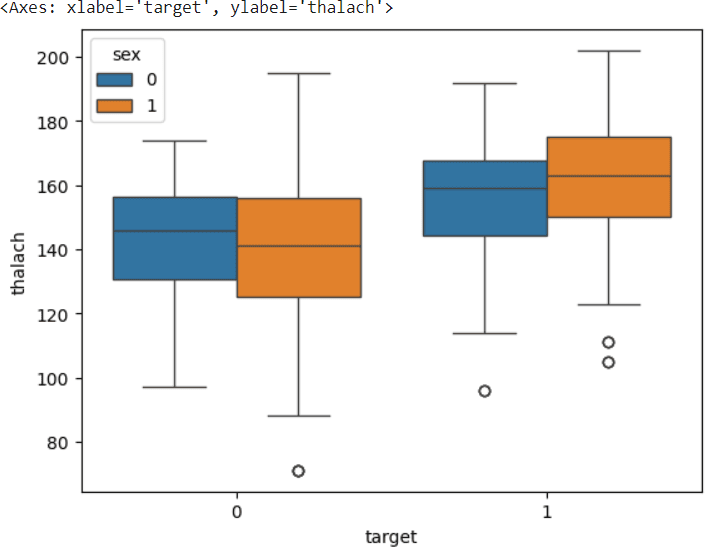 <Axes: xlabel='target', ylabel='thalach'>
sex
0
1
200
180
160
140
120
100
80
thalach
0
1
target